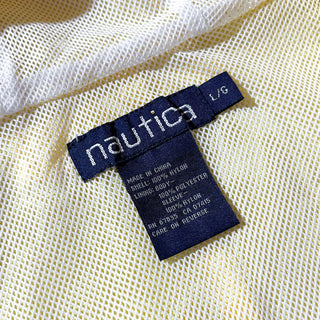 nautica
L/G
MADE IN CHINA
SHELL: 100% NYLON
LINING: BODY-
100% POLYESTER
SLEEVE-
100% NYLON
RN 67835 CA 07415
CARE ON REVERSE